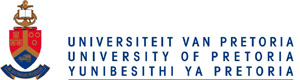 UNIVERSITEIT VAN PRETORIA
UNIVERSITY OF PRETORIA
YUNIBESITHI YA PRETORIA